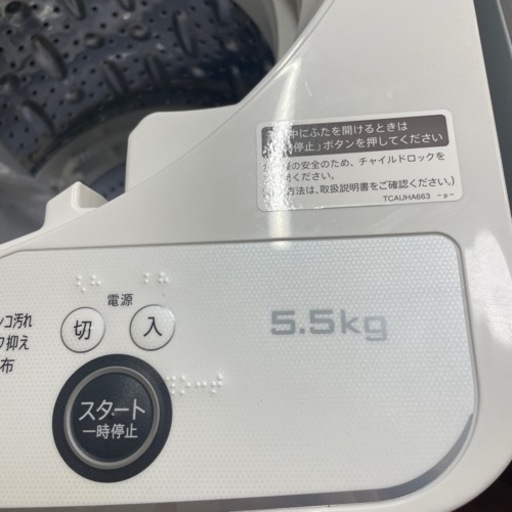 中にふたを開けるときは
停止」ボタンを押してください
の安全のため、チャイルドロックを
ください。
方法は、取扱説明書をご確認ください。)
TCAUHA663 -p-
電源
切 入
5.5kg
ンコ汚れ
抑え
布
スタート
一時停止